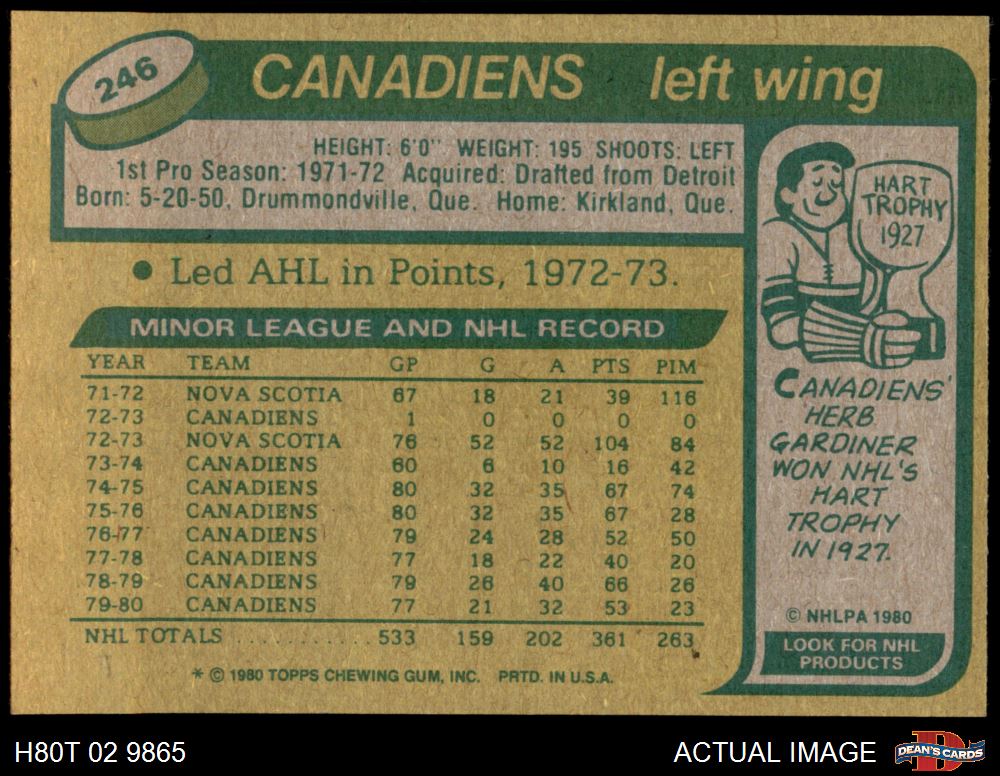 246
CANADIENS left wing
HEIGHT: 6'0" WEIGHT: 195 SHOOTS: LEFT
1st Pro Season: 1971-72 Acquired: Drafted from Detroit
Born: 5-20-50, Drummondville, Que. Home: Kirkland, Que.
• Led AHL in Points, 1972-73.
MINOR LEAGUE AND NHL RECORD
YEAR TEAM GP G A PTS PIM
71-72 NOVA SCOTIA 67 18 21 39 116
72-73 CANADIENS 1 0 0 0 0
72-73 NOVA SCOTIA 76 52 52 104 84
73-74 CANADIENS 60 6 10 16 42
74-75 CANADIENS 80 32 35 67 74
75-76 CANADIENS 80 32 35 67 28
76-77 CANADIENS 79 24 28 52 50
77-78 CANADIENS 77 18 22 40 20
78-79 CANADIENS 79 26 40 66 26
79-80 CANADIENS 77 21 32 53 23
NHL TOTALS ........... 533 159 202 361 263
* © 1980 TOPPS CHEWING GUM, INC. PRTD. IN U.S.A.
HART
TROPHY
1927
CANADIENS'
HERB
GARDINER
WON NHL'S
HART
TROPHY
IN 1927.
© NHLPA 1980
LOOK FOR NHL
PRODUCTS
H80T 02 9865
ACTUAL IMAGE
DEAN'S CARDS